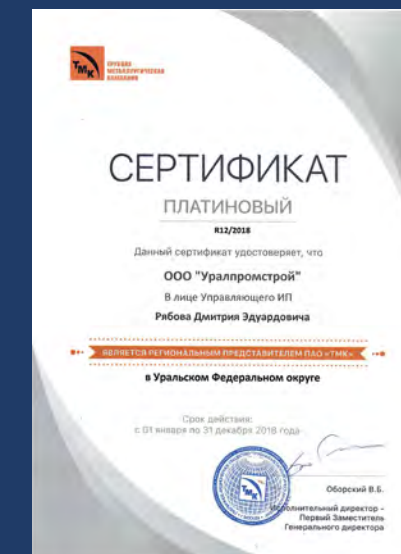 ТМК
ТРУБНАЯ
МЕТАЛЛУРГИЧЕСКАЯ
КОМПАНИЯ
СЕРТИФИКАТ
ПЛАТИНОВЫЙ
R12/2018
Данный сертификат удостоверяет, что
ООО "Уралпромстрой"
В лице Управляющего ИП
Рябова Дмитрия Эдуардовича
ЯВЛЯЕТСЯ РЕГИОНАЛЬНЫМ ПРЕДСТАВИТЕЛЕМ ПАО «ТМК»
в Уральском Федеральном округе
Срок действия:
с 01 января по 31 декабря 2018 года
ТМК
Оборский В.Б.
Исполнительный директор –
Первый Заместитель
Генерального директора